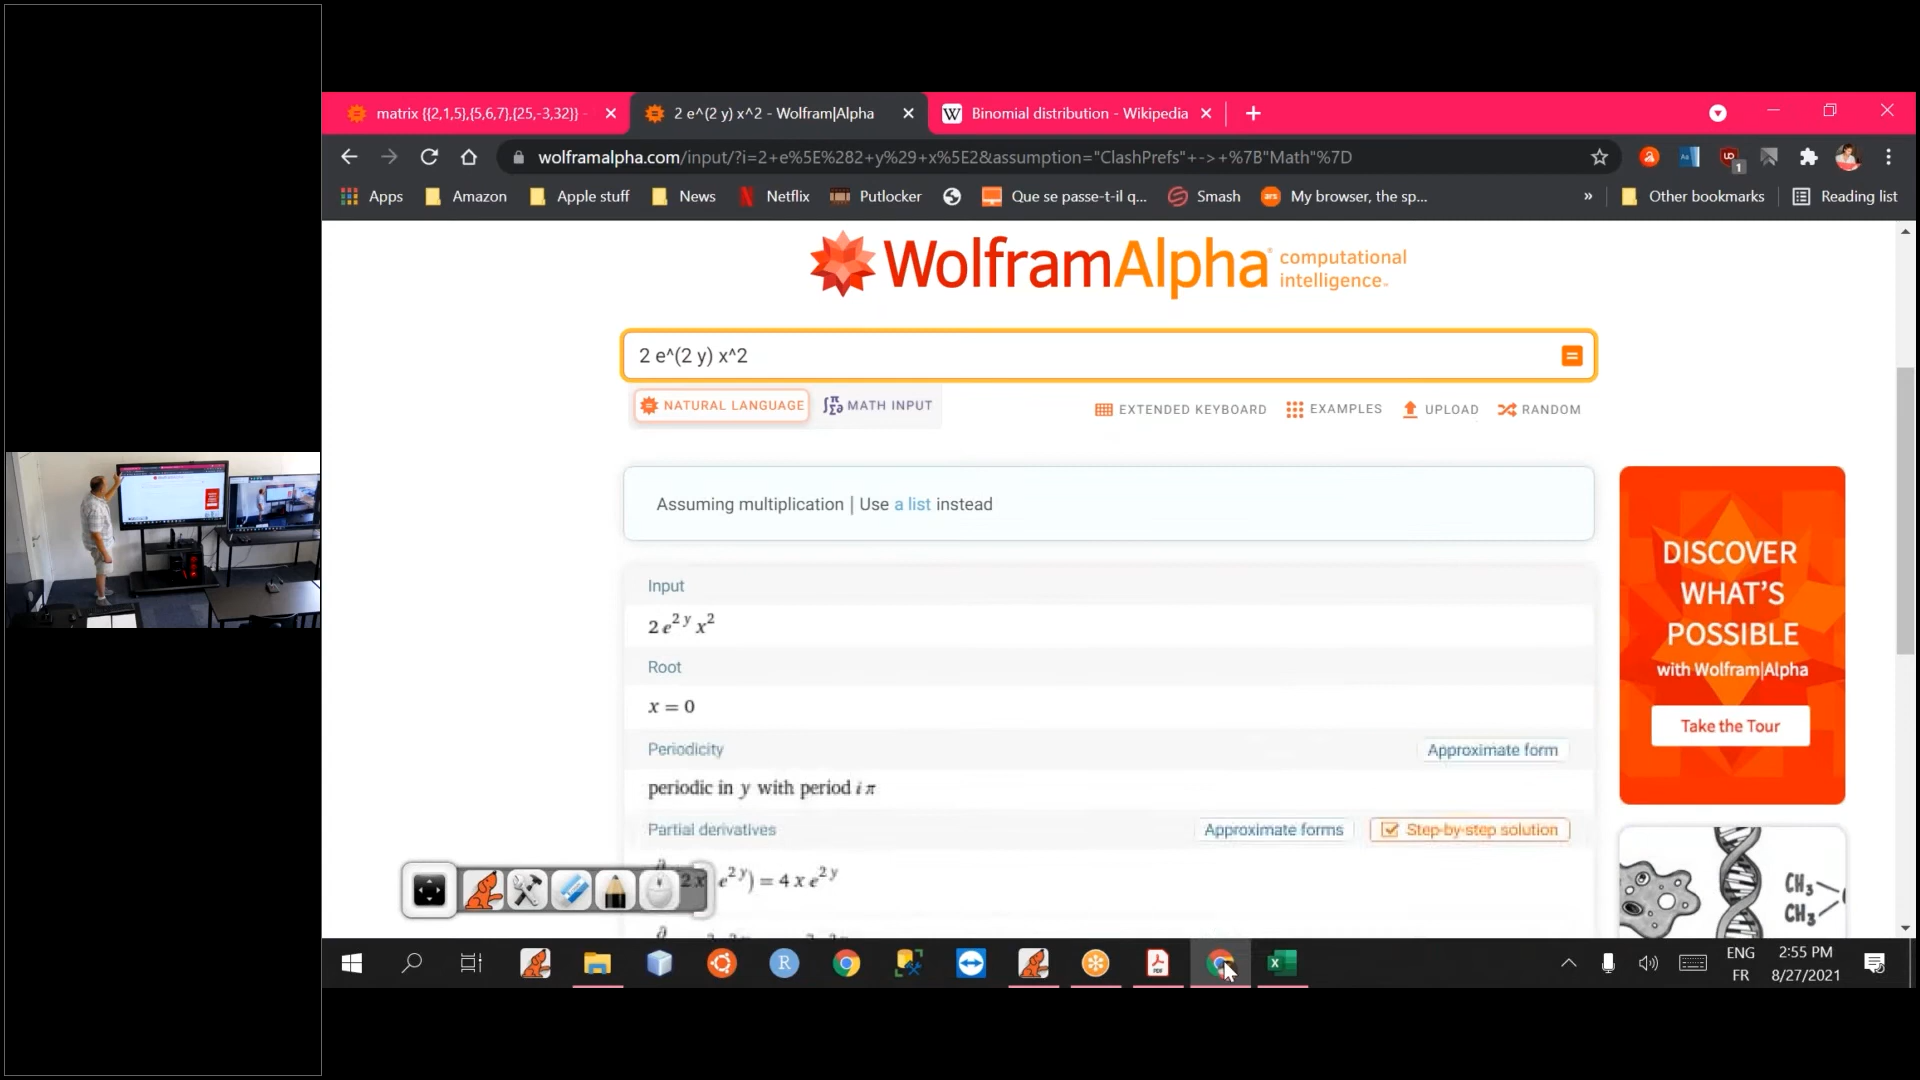 matrix {{2,1,5},{5,6,7},{25,-3,32}} -
2 e^(2 y) x^2 - Wolfram|Alpha
W Binomial distribution - Wikipedia
wolframalpha.com/input/?i=2+e%5E%282+y%29+x%5E2&assumption="ClashPrefs"+->+%7B"Math"%7D
1
Apps Amazon Apple stuff News Netflix Putlocker Que se passe-t-il q... Smash My browser, the sp... » Other bookmarks Reading list
WolframAlpha computational
intelligence.
2 e^(2 y) x^2
=
NATURAL LANGUAGE MATH INPUT EXTENDED KEYBOARD EXAMPLES UPLOAD RANDOM
Assuming multiplication | Use a list instead
Input
2 e^{2 y} x^2
Root
x = 0
Periodicity Approximate form
periodic in y with period i π
Partial derivatives Approximate forms Step-by-step solution
e^{2 y}) = 4 x e^{2 y}
DISCOVER
WHAT'S
POSSIBLE
with Wolfram|Alpha
Take the Tour
CH₃
CH₃
R
PDF
X
ENG
FR
2:55 PM
8/27/2021